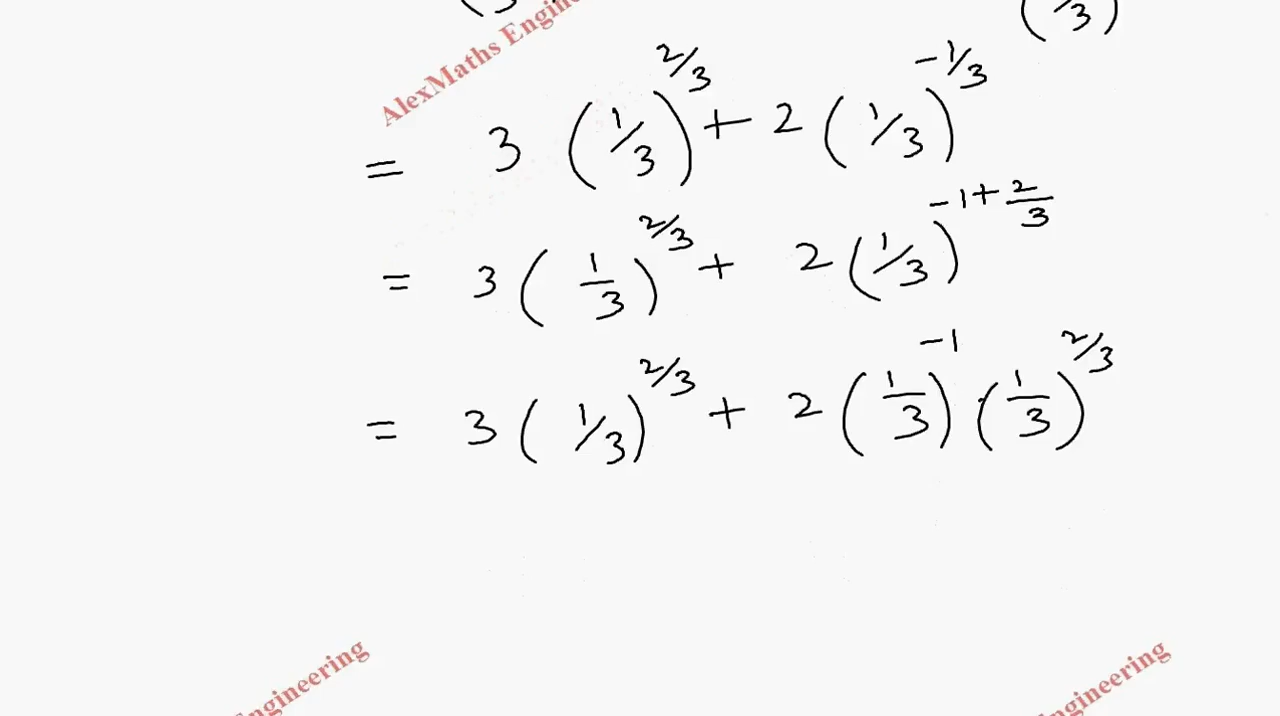 AlexMaths Engine
= 3 (1/3)^2/3 + 2 (1/3)^-1/3
= 3 (1/3)^2/3 + 2 (1/3)^-1+2/3
= 3 (1/3)^2/3 + 2 (1/3)^-1 (1/3)^2/3
Engineering
Engineering